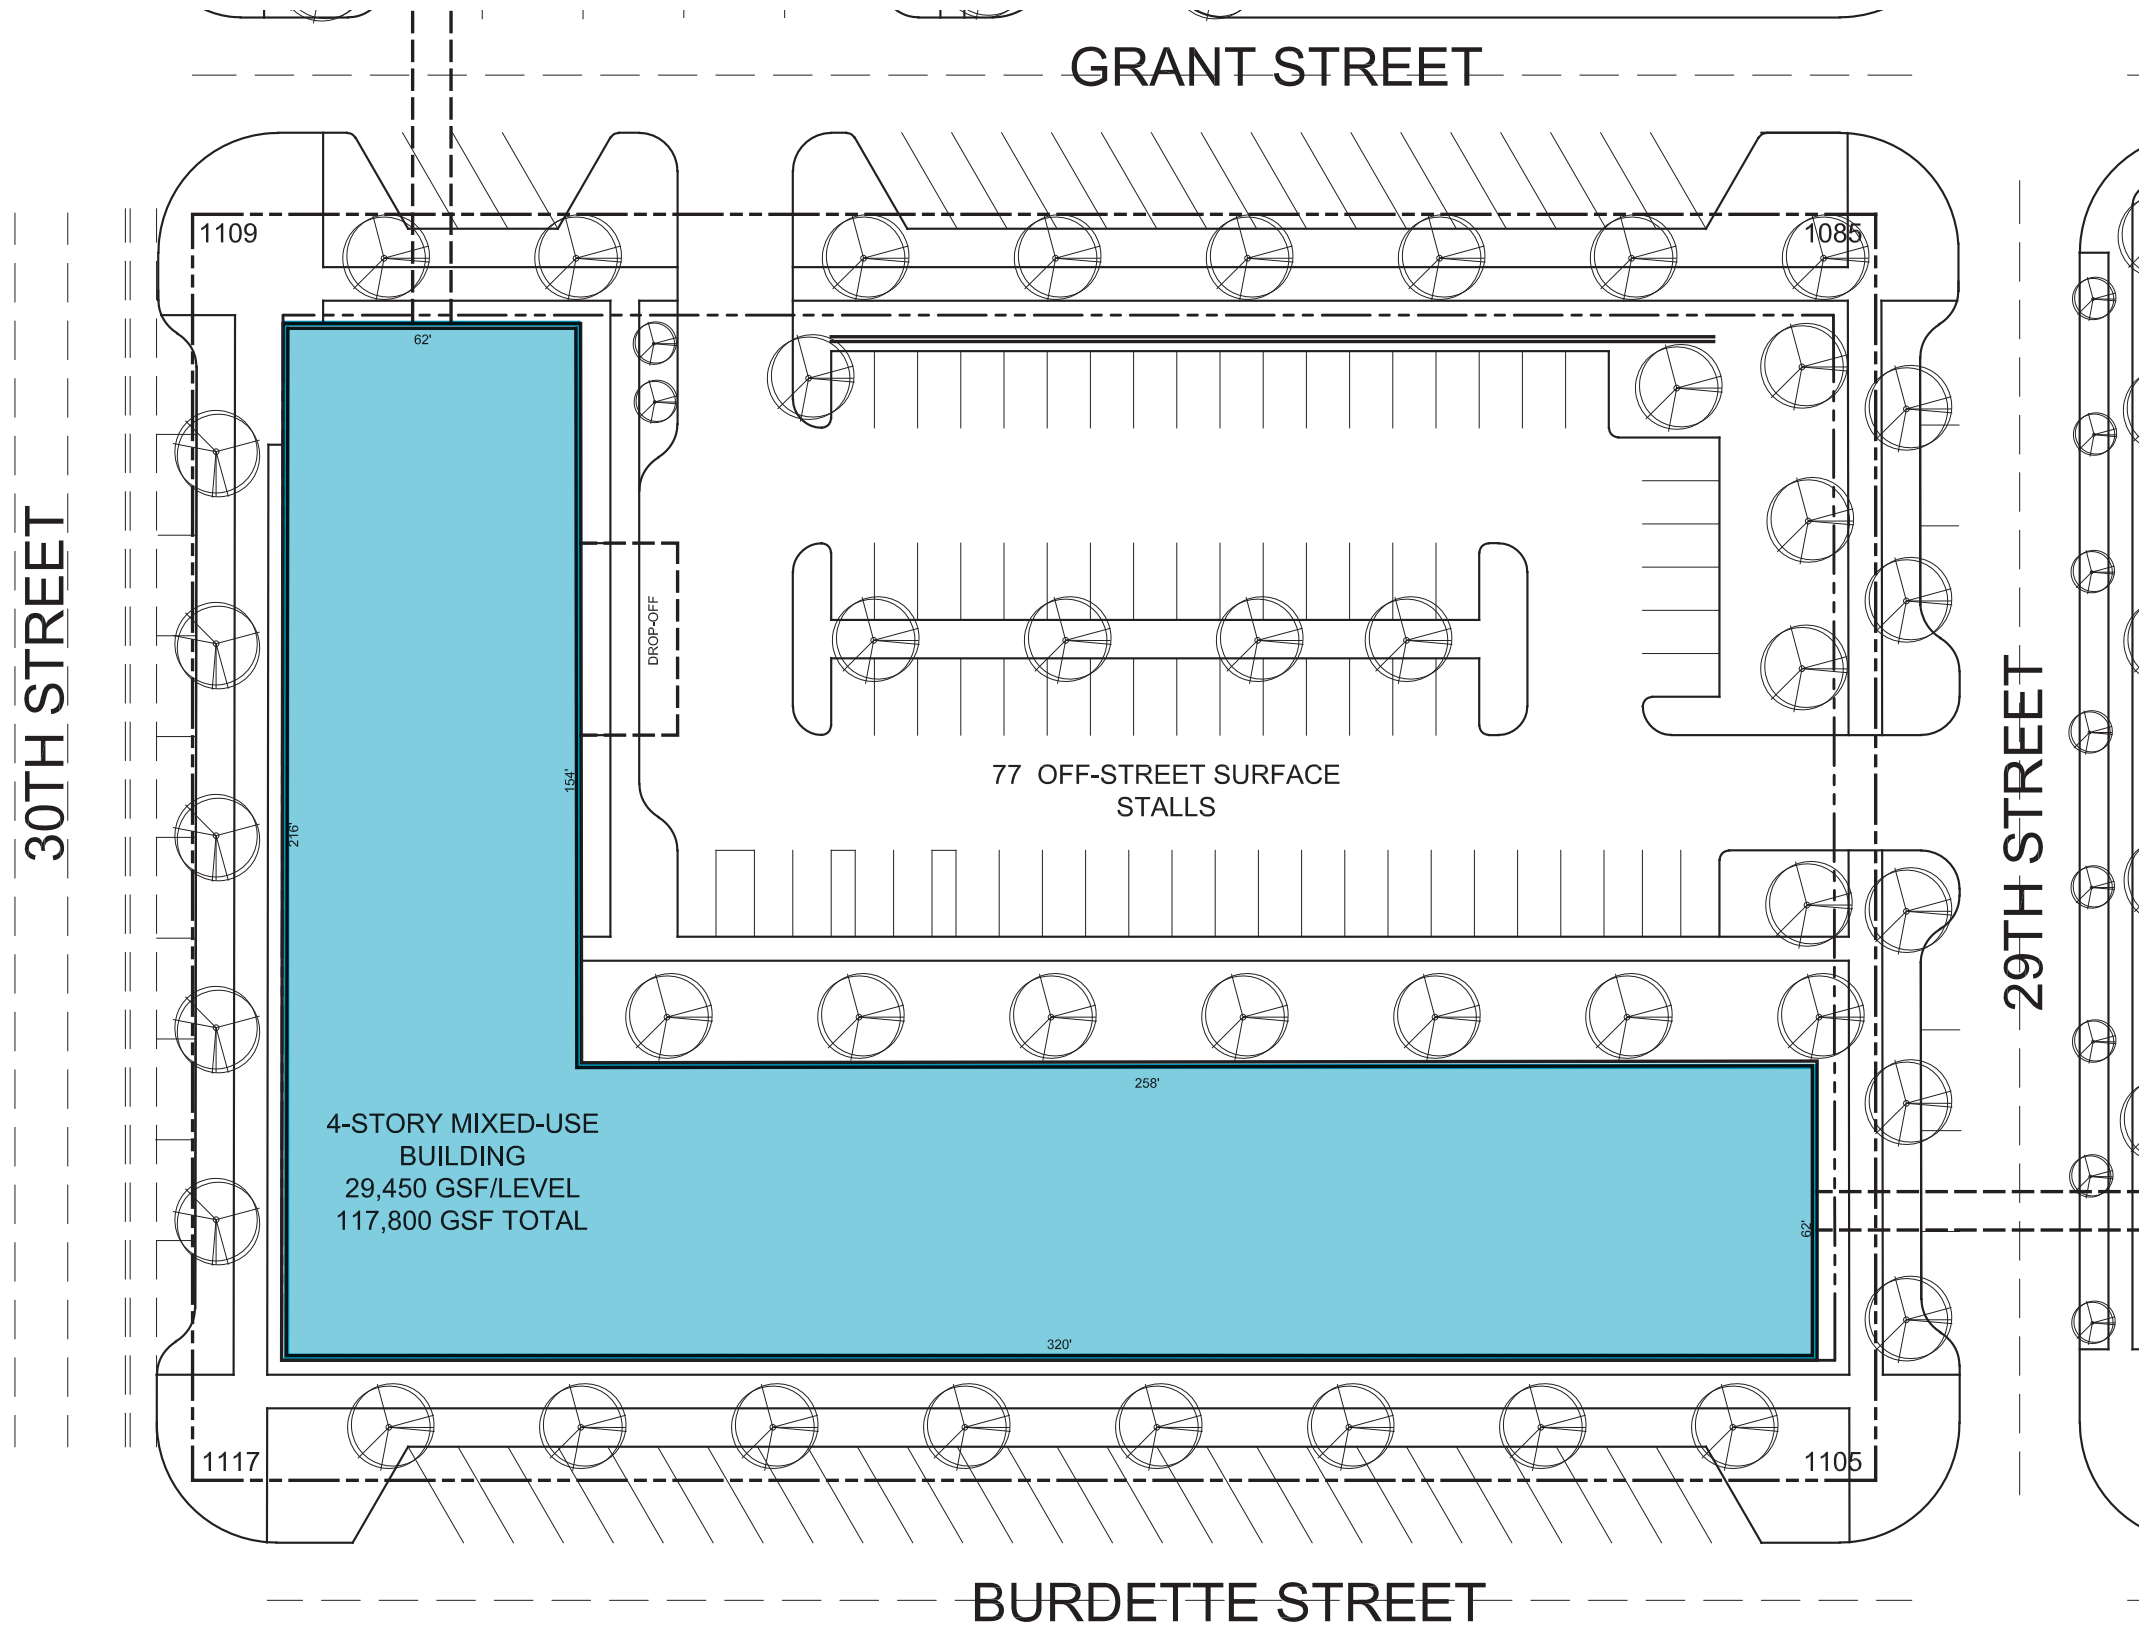 GRANT STREET
1109
1085
62'
30TH STREET
DROP-OFF
154'
77 OFF-STREET SURFACE
STALLS
216'
29TH STREET
258'
4-STORY MIXED-USE
BUILDING
29,450 GSF/LEVEL
117,800 GSF TOTAL
62'
320'
1117
1105
BURDETTE STREET